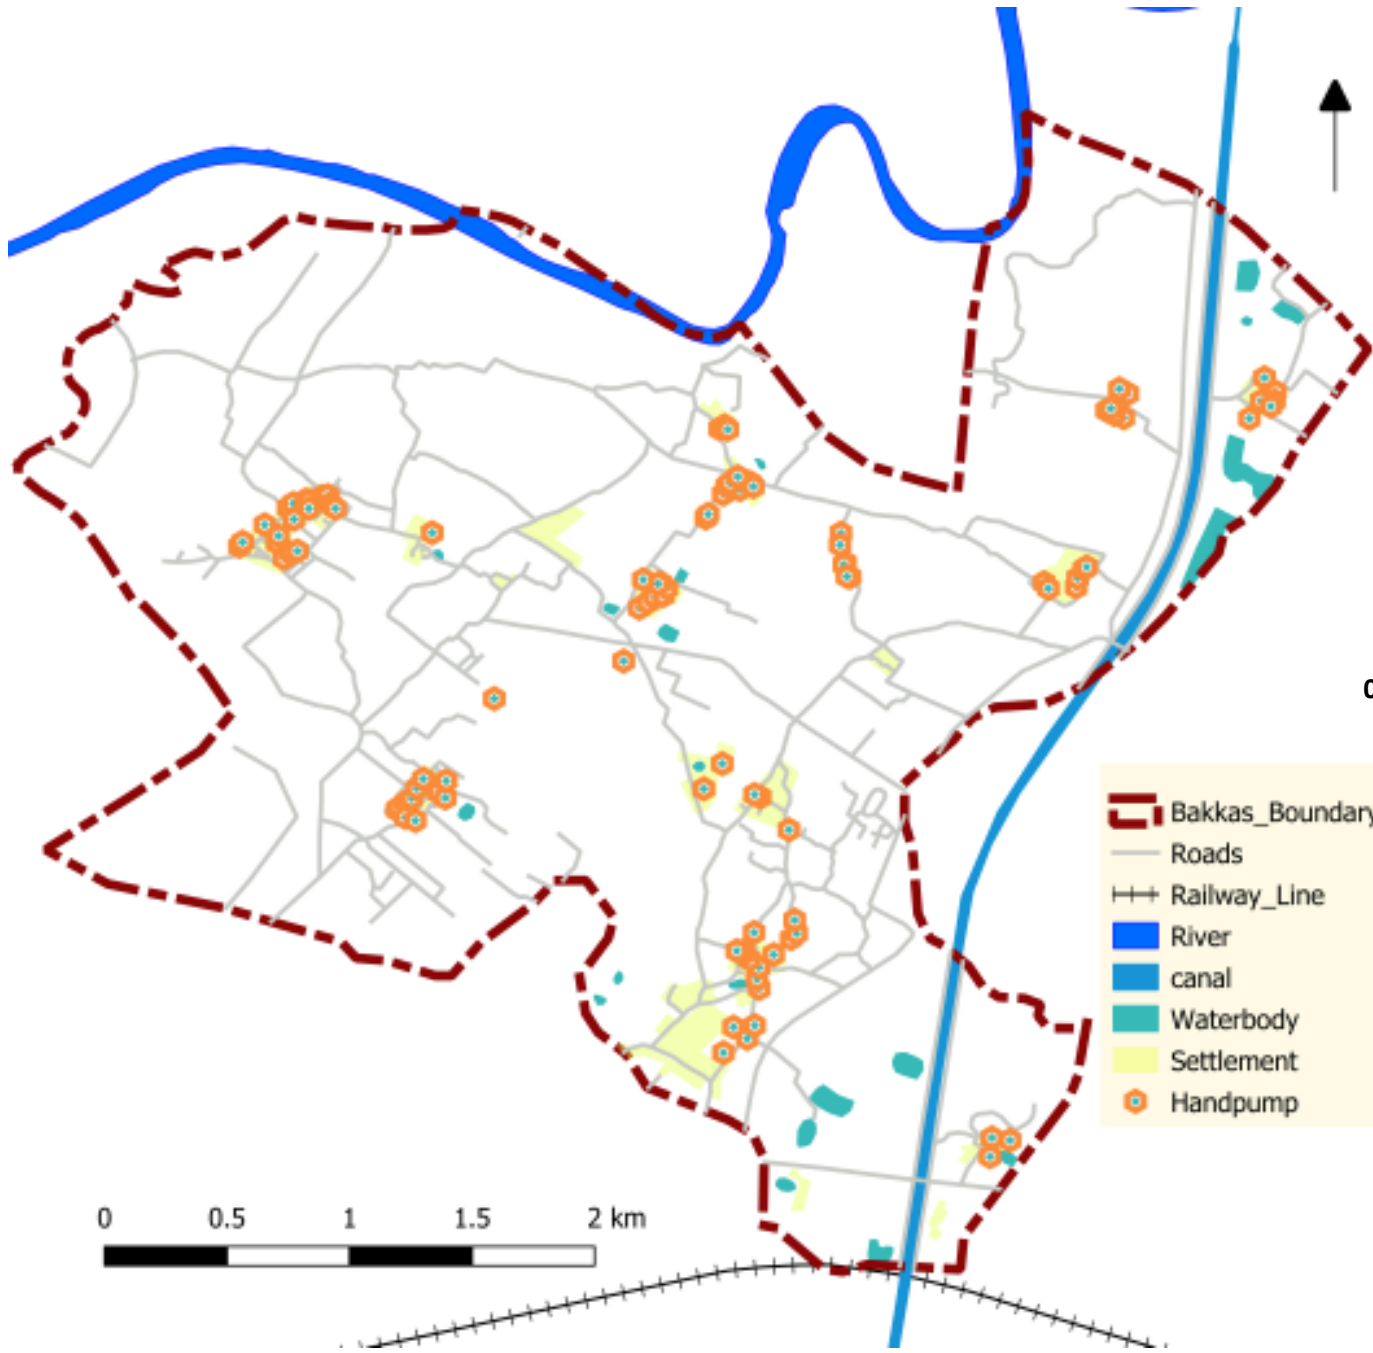 Bakkas_Boundary
Roads
Railway_Line
River
canal
Waterbody
Settlement
Handpump
0 0.5 1 1.5 2 km